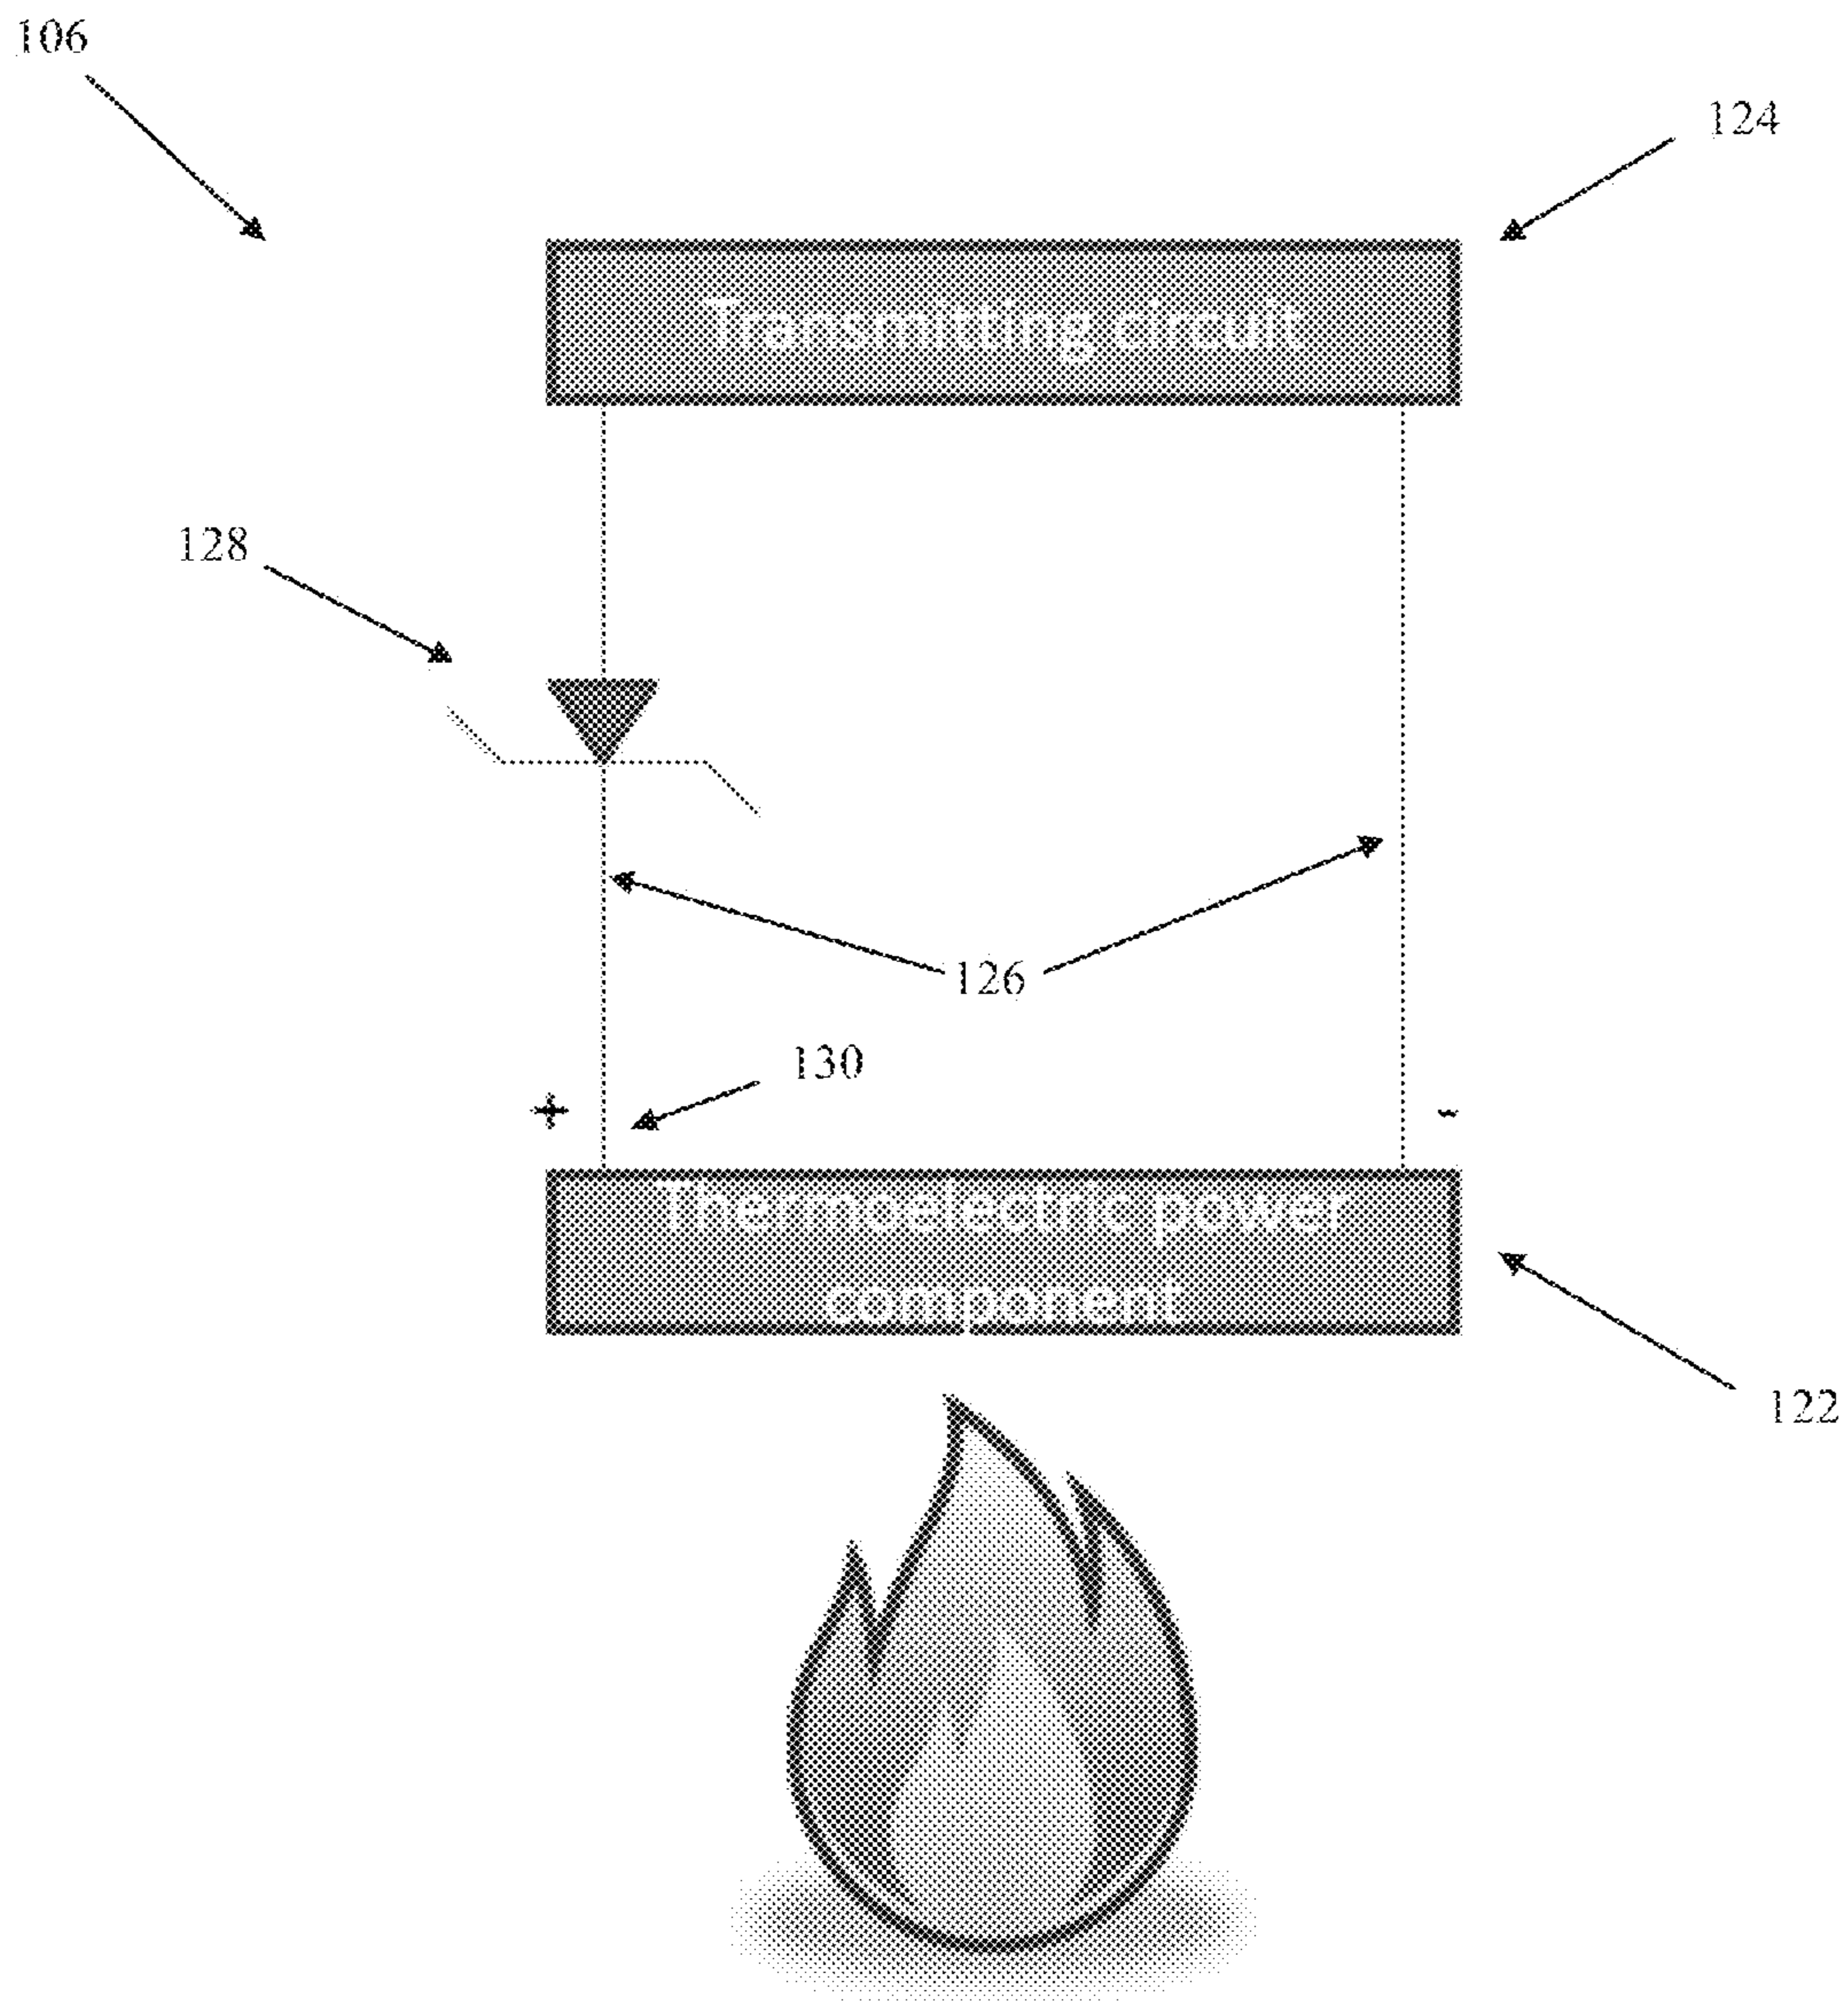 106
124
Transmitting circuit
128
126
130
+ -
Thermoelectric power
component
122